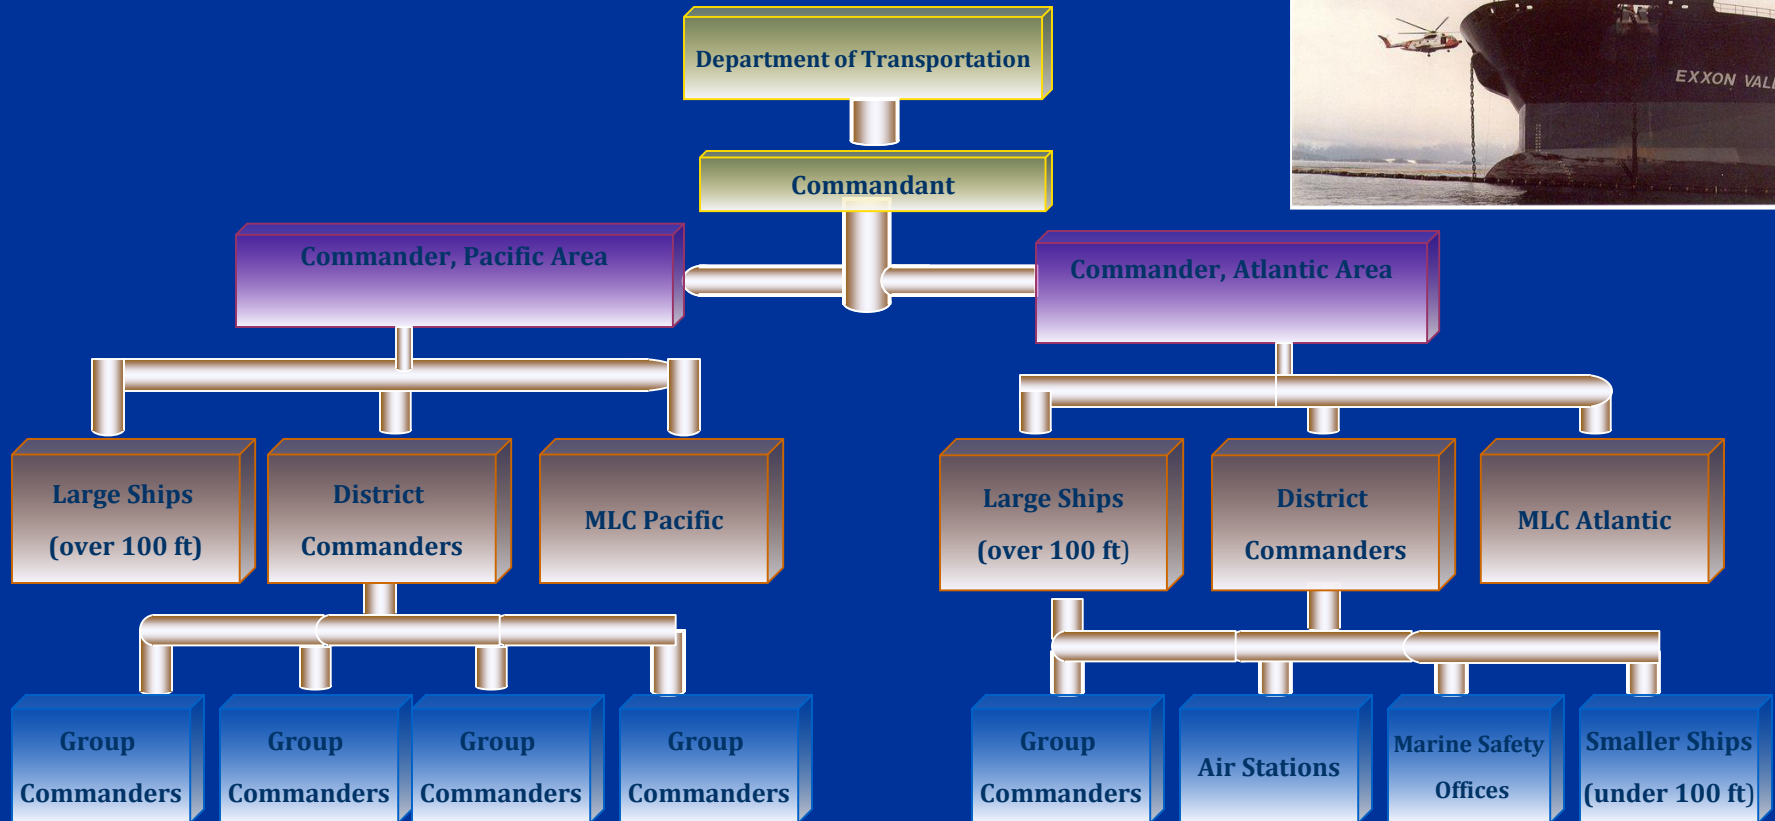 Department of Transportation
EXXON
Commandant
Commander, Pacific Area
Commander, Atlantic Area
Large Ships
(over 100 ft)
District
Commanders
MLC Pacific
Large Ships
(over 100 ft)
District
Commanders
MLC Atlantic
Group
Commanders
Group
Commanders
Group
Commanders
Group
Commanders
Group
Commanders
Air Stations
Marine Safety
Offices
Smaller Ships
(under 100 ft)